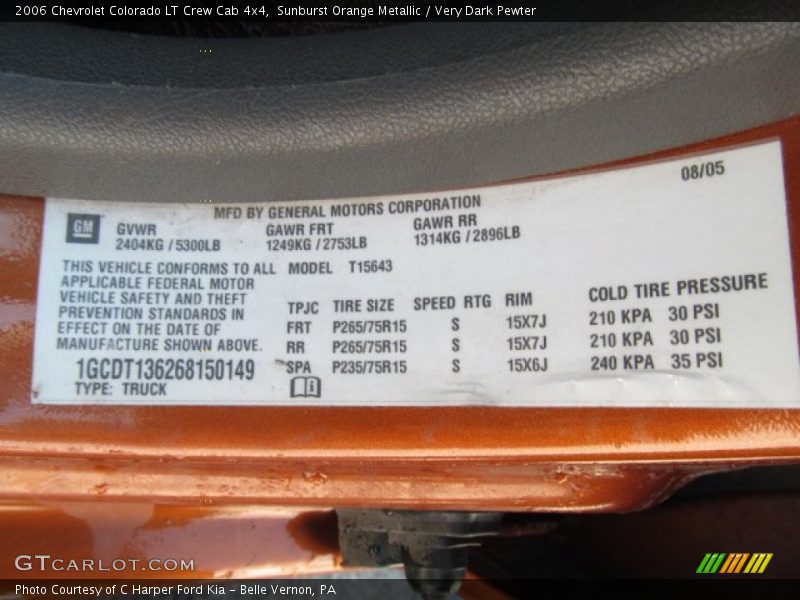 2006 Chevrolet Colorado LT Crew Cab 4x4, Sunburst Orange Metallic / Very Dark Pewter
08/05
MFD BY GENERAL MOTORS CORPORATION
GM
GVWR GAWR FRT GAWR RR
2404KG / 5300LB 1249KG / 2753LB 1314KG / 2896LB
THIS VEHICLE CONFORMS TO ALL
APPLICABLE FEDERAL MOTOR
VEHICLE SAFETY AND THEFT
PREVENTION STANDARDS IN
EFFECT ON THE DATE OF
MANUFACTURE SHOWN ABOVE.
1GCDT136268150149
TYPE: TRUCK
MODEL T15643
TPJC TIRE SIZE SPEED RTG RIM COLD TIRE PRESSURE
FRT P265/75R15 S 15X7J 210 KPA 30 PSI
RR P265/75R15 S 15X7J 210 KPA 30 PSI
SPA P235/75R15 S 15X6J 240 KPA 35 PSI
GTCARLOT.COM
Photo Courtesy of C Harper Ford Kia - Belle Vernon, PA